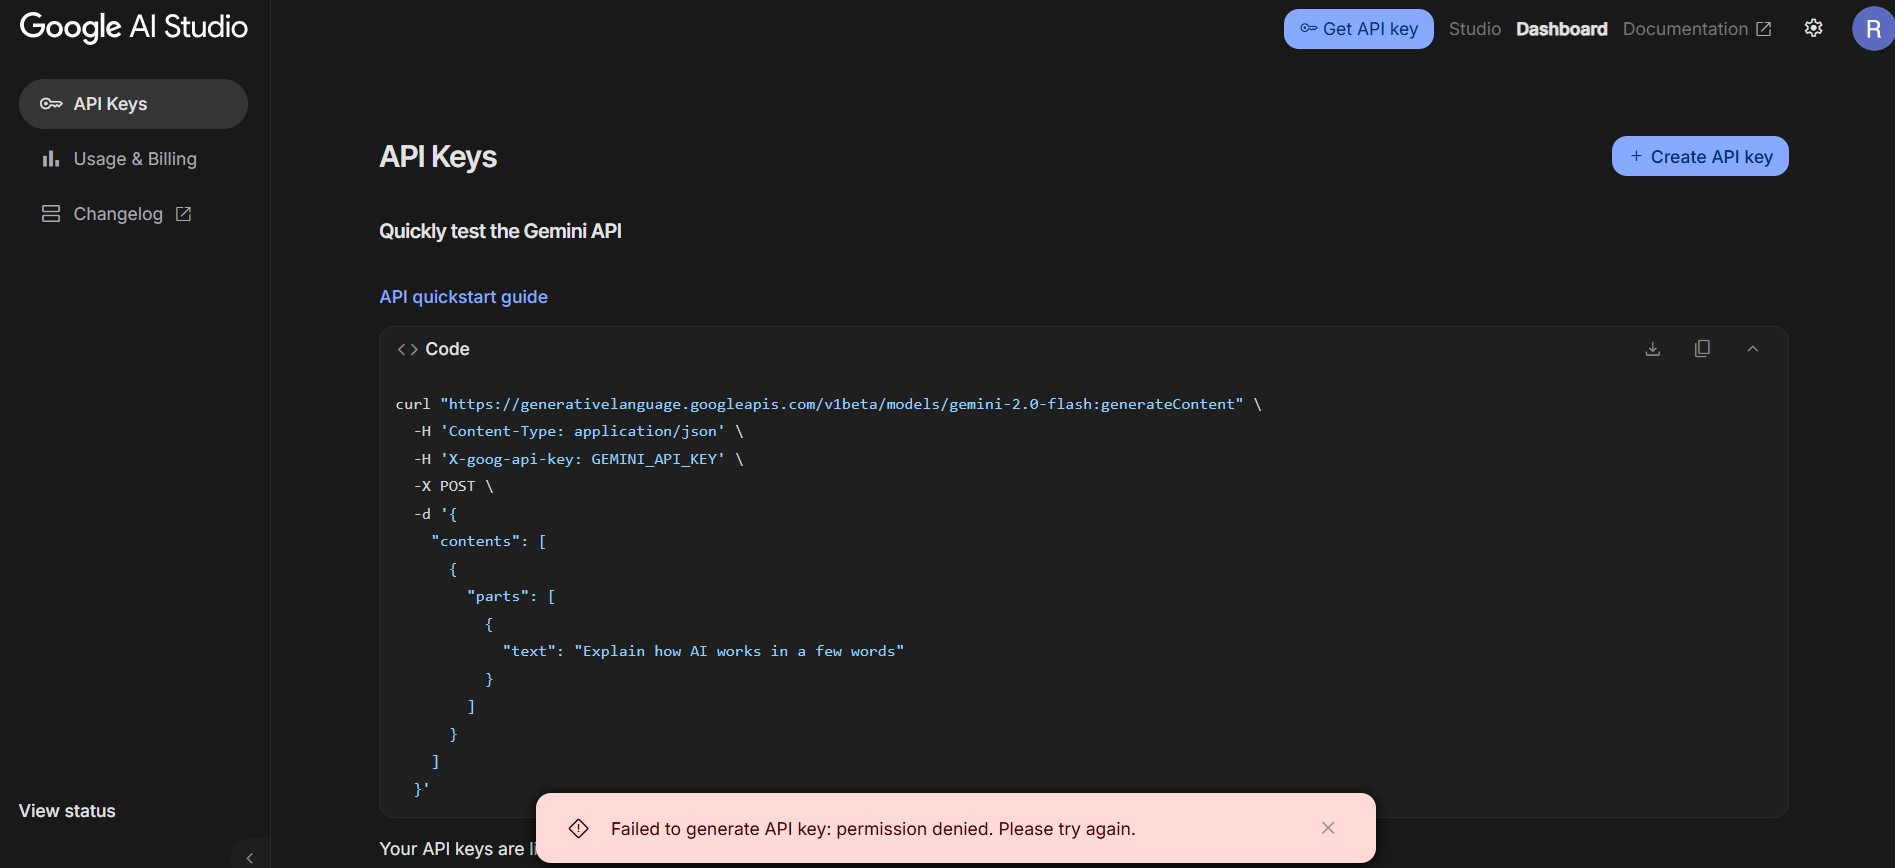 Google AI Studio
Get API key Studio Dashboard Documentation R
API Keys
Usage & Billing
Changelog
API Keys
+ Create API key
Quickly test the Gemini API
API quickstart guide
<> Code
curl "https://generativelanguage.googleapis.com/v1beta/models/gemini-2.0-flash:generateContent" \
-H 'Content-Type: application/json' \
-H 'X-goog-api-key: GEMINI_API_KEY' \
-X POST \
-d '{
"contents": [
{
"parts": [
{
"text": "Explain how AI works in a few words"
}
]
}
]
}'
View status
Failed to generate API key: permission denied. Please try again.
Your API keys are